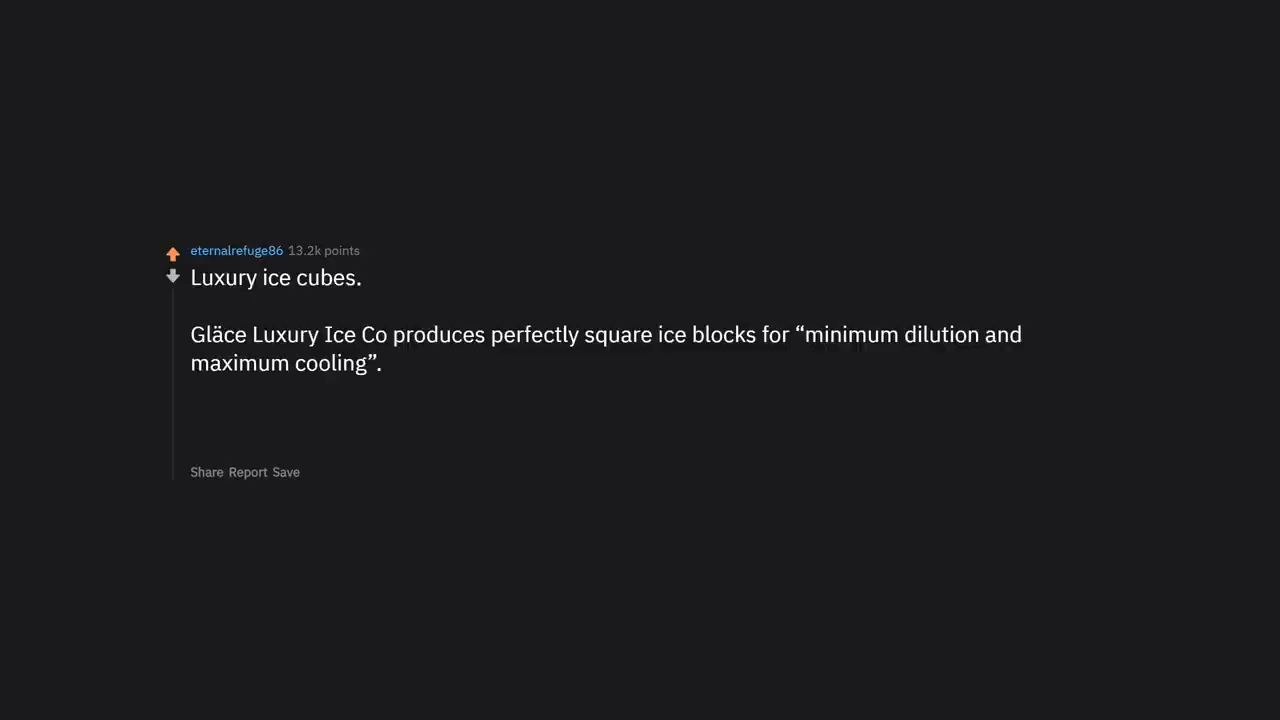 eternalrefuge86 13.2k points
Luxury ice cubes.
Gläce Luxury Ice Co produces perfectly square ice blocks for “minimum dilution and
maximum cooling”.
Share Report Save